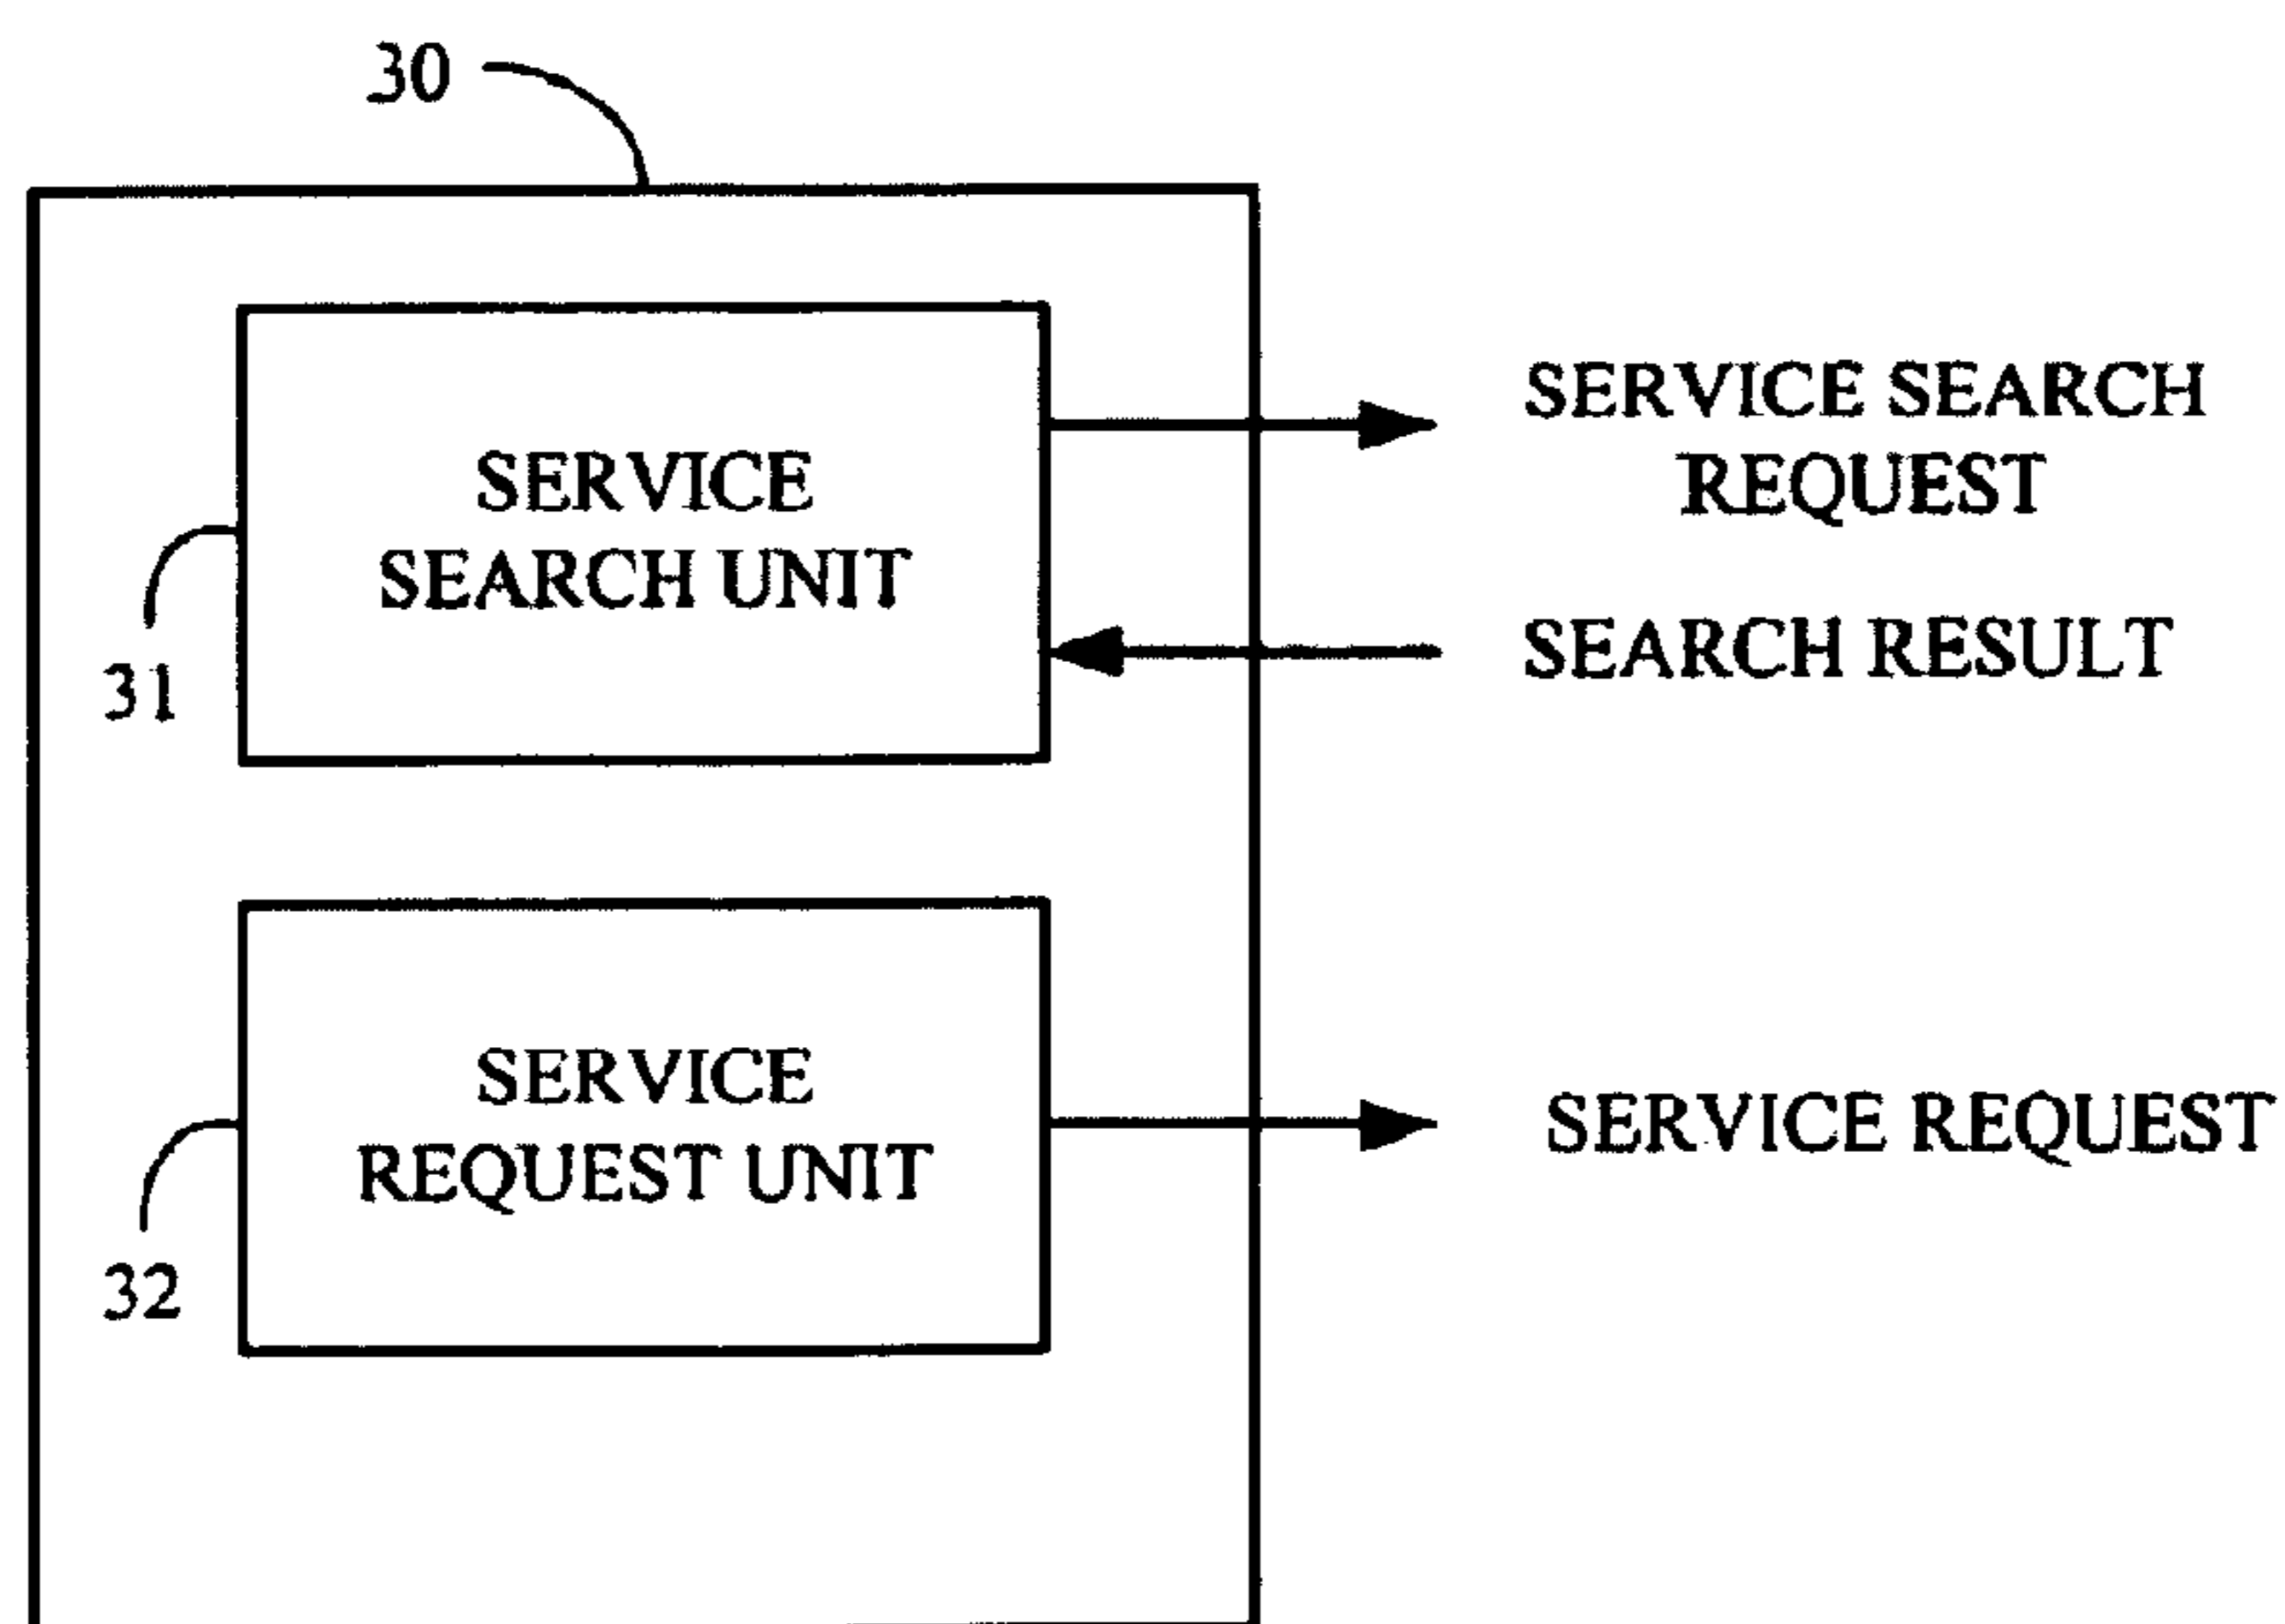 30
SERVICE
SEARCH UNIT
31
SERVICE SEARCH
REQUEST
SEARCH RESULT
SERVICE
REQUEST UNIT
32
SERVICE REQUEST